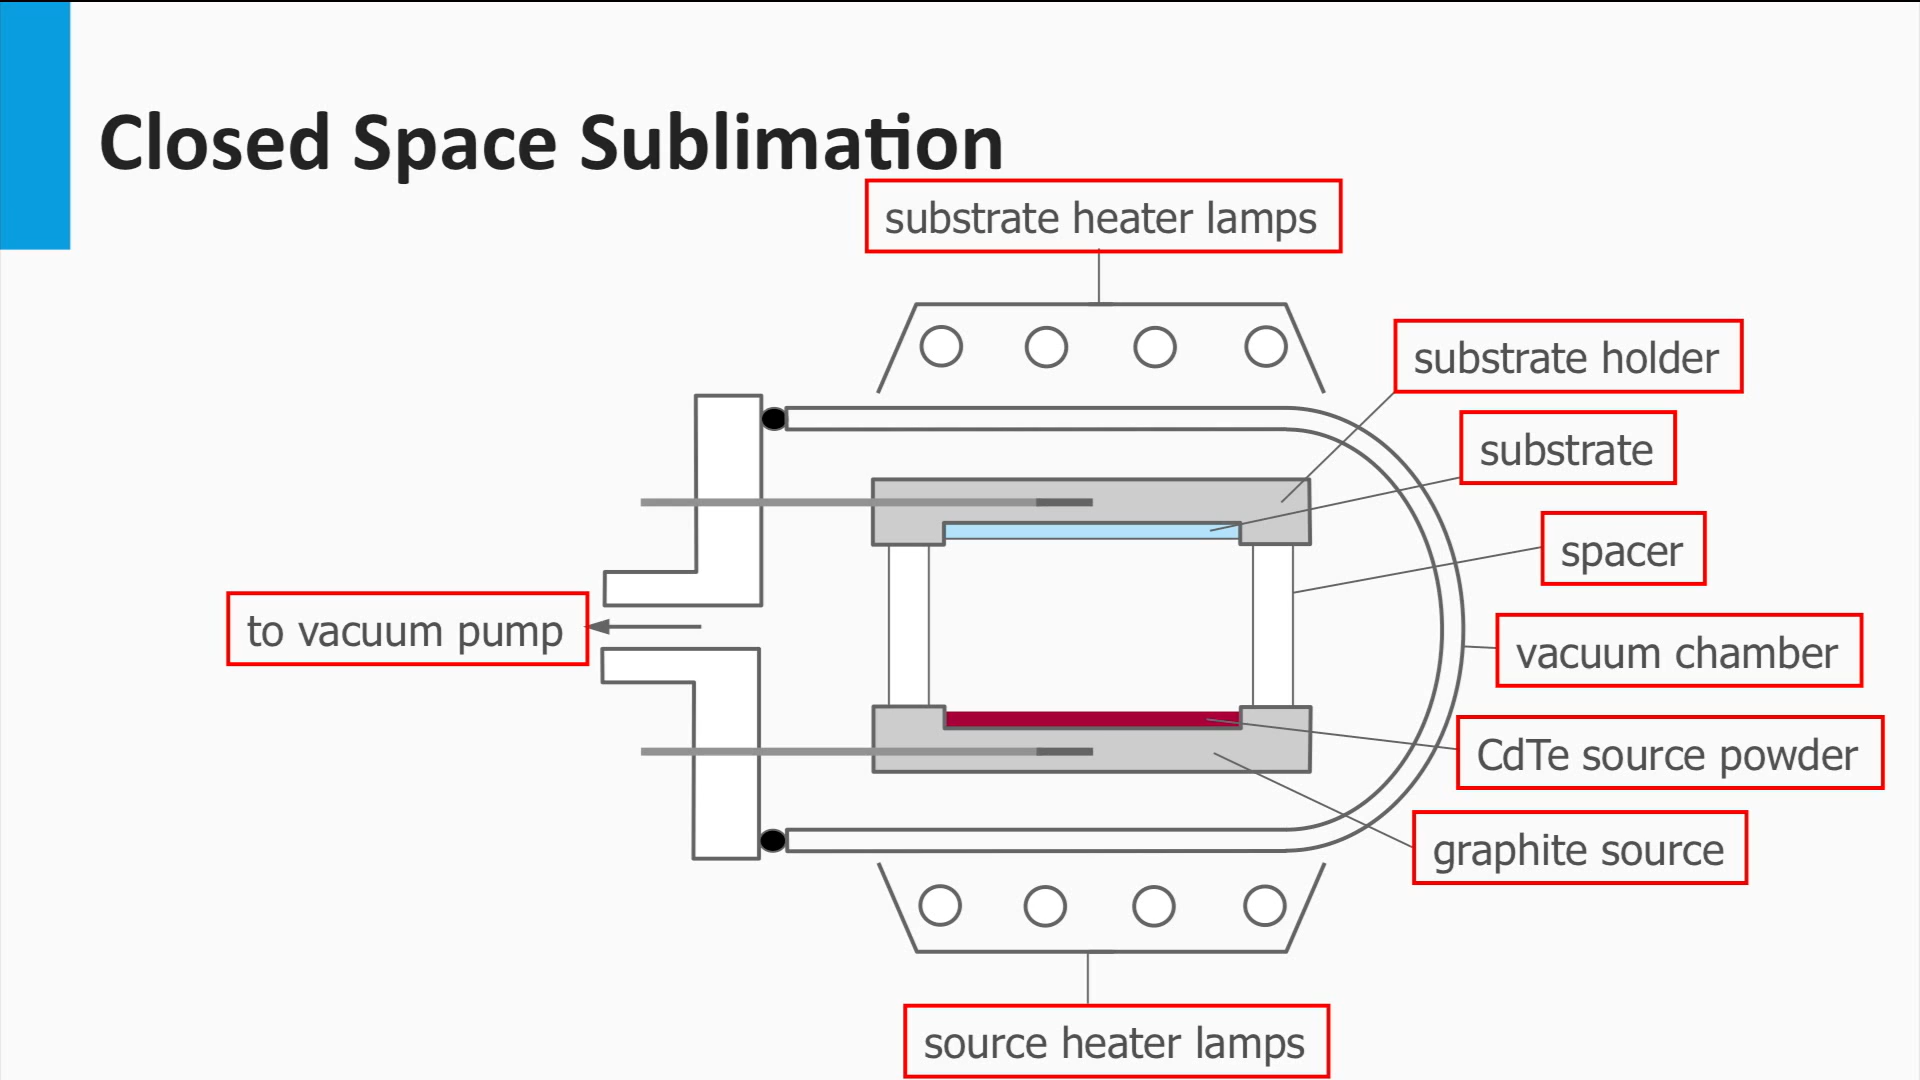 Closed Space Sublimation
substrate heater lamps
substrate holder
substrate
spacer
to vacuum pump
vacuum chamber
CdTe source powder
graphite source
source heater lamps